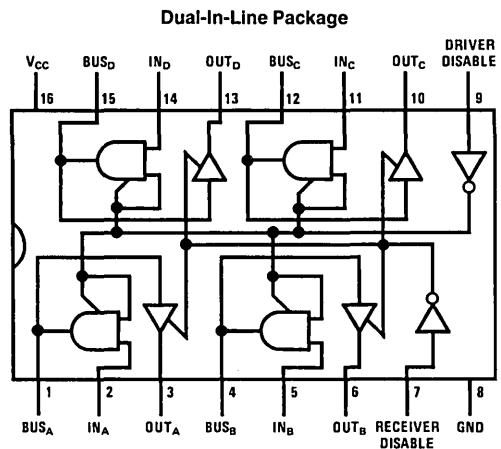 Dual-In-Line Package
DRIVER
DISABLE
VCC BUSD IND OUTD BUSC INC OUTC
16 15 14 13 12 11 10 9
1 2 3 4 5 6 7 8
BUSA INA OUTA BUSB INB OUTB RECEIVER GND
DISABLE